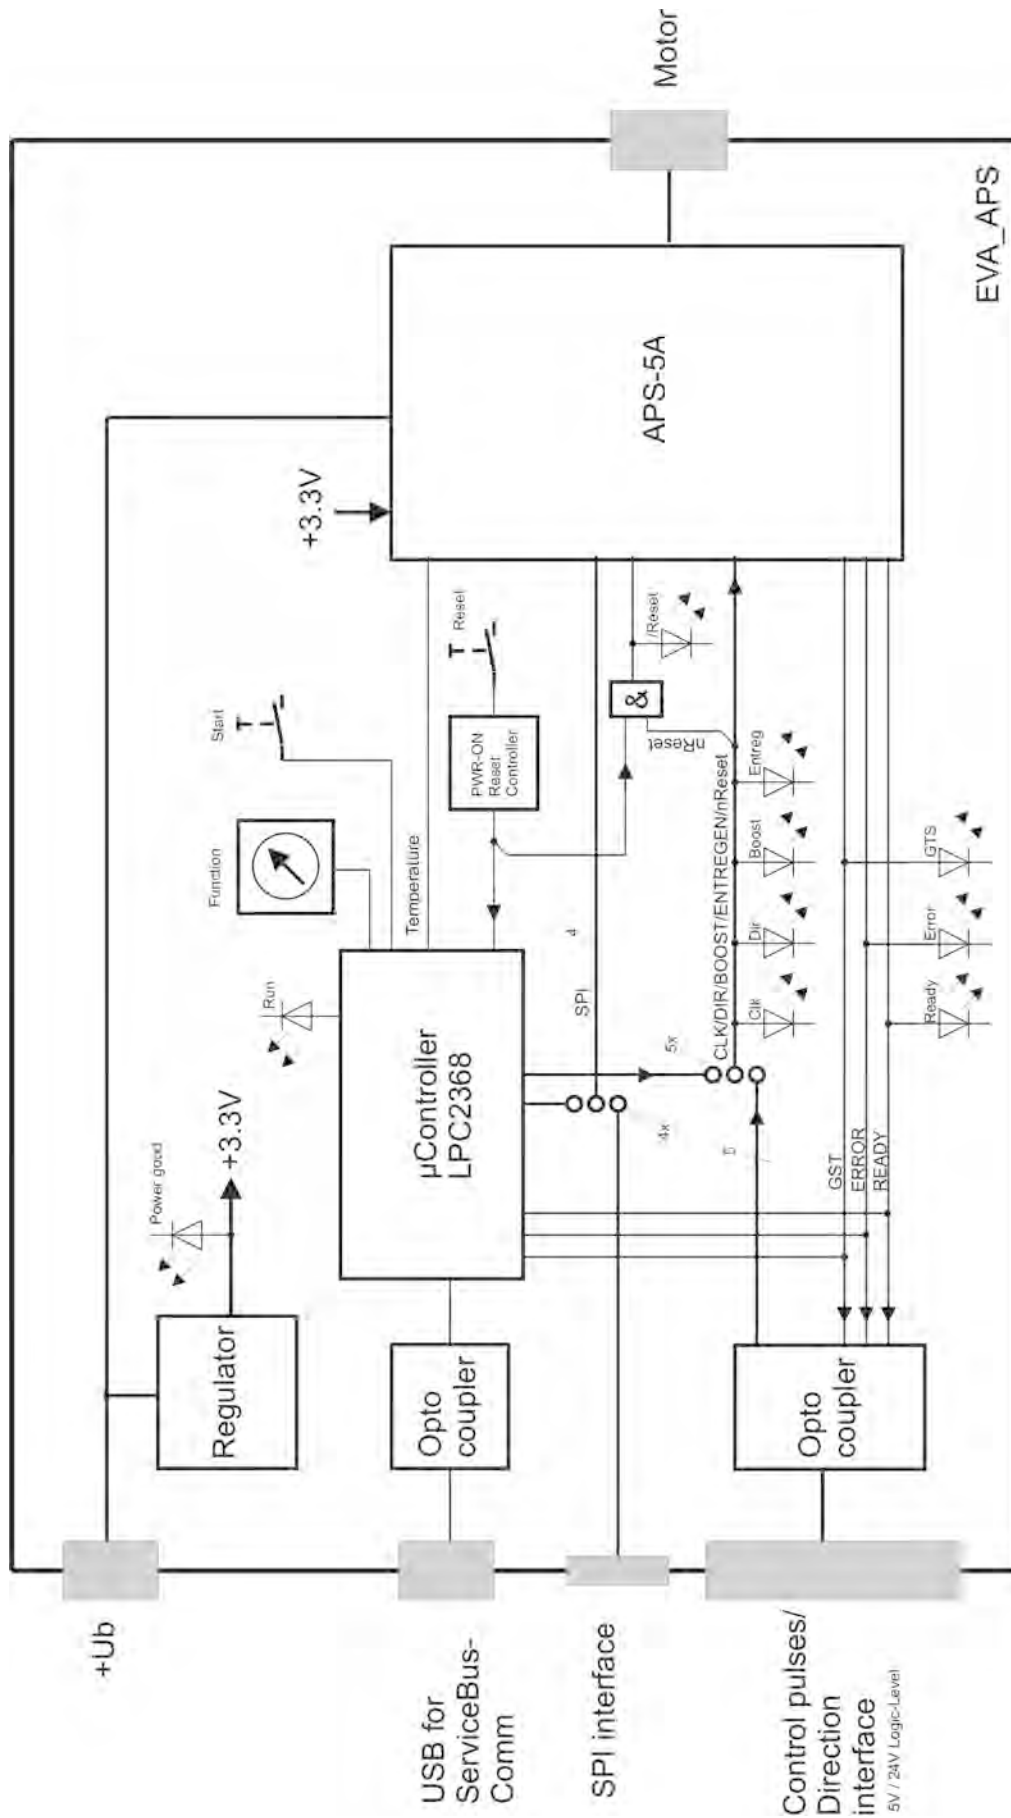 +Ub
Regulator
Power good
+3.3V
Function
Start
Run
µController
LPC2368
Temperature
PWR-ON
Reset
Controller
Reset
+3.3V
APS-5A
Motor
USB for
ServiceBus-
Comm
Opto
coupler
SPI interface
SPI
4
4x
5x
&
/Reset
nReset
CLK/DIR/BOOST/ENTREGEN/nReset
Clk
Dir
Boost
Entreg
5
Control pulses/
Direction
interface
5V / 24V Logic-Level
Opto
coupler
GST
ERROR
READY
Ready
Error
GTS
EVA_APS